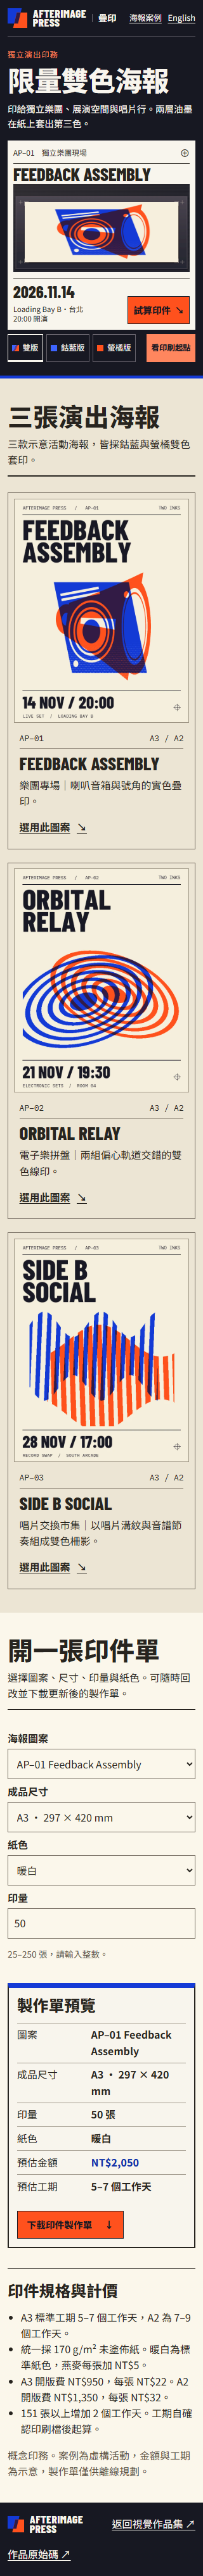 AFTERIMAGE
PRESS
疊印
海報案例
English
獨立演出印務
限量雙色海報
印給獨立樂團、展演空間與唱片行。兩層油墨
在紙上套出第三色。
AP–01 獨立樂團現場
FEEDBACK ASSEMBLY
2026.11.14
Loading Bay B・台北
20:00 開演
試算印件 ↘
雙版
鈷藍版
螢橘版
看印刷起點
三張演出海報
三款示意活動海報，皆採鈷藍與螢橘雙色
套印。
AFTERIMAGE PRESS / AP-01
TWO INKS
FEEDBACK
ASSEMBLY
14 NOV / 20:00
LIVE SET / LOADING BAY B
AP–01
A3 / A2
FEEDBACK ASSEMBLY
樂團專場｜喇叭音箱與號角的實色疊
印。
選用此圖案 ↘
AFTERIMAGE PRESS / AP-02
TWO INKS
ORBITAL
RELAY
21 NOV / 19:30
ELECTRONIC SETS / ROOM 04
AP–02
A3 / A2
ORBITAL RELAY
電子樂拼盤｜兩組偏心軌道交錯的雙
色線印。
選用此圖案 ↘
AFTERIMAGE PRESS / AP-03
TWO INKS
SIDE B
SOCIAL
28 NOV / 17:00
RECORD SWAP / SOUTH ARCADE
AP–03
A3 / A2
SIDE B SOCIAL
唱片交換市集｜以唱片溝紋與音譜節
奏組成雙色柵影。
選用此圖案 ↘
開一張印件單
選擇圖案、尺寸、印量與紙色。可隨時回
改並下載更新後的製作單。
海報圖案
AP–01 Feedback Assembly
成品尺寸
A3 · 297 × 420 mm
紙色
暖白
印量
50
25–250 張，請輸入整數。
製作單預覽
圖案
AP–01 Feedback
Assembly
成品尺寸
A3 · 297 × 420
mm
印量
50 張
紙色
暖白
預估金額
NT$2,050
預估工期
5–7 個工作天
下載印件製作單 ↓
印件規格與計價
A3 標準工期 5–7 個工作天，A2 為 7–9
個工作天。
統一採 170 g/m² 未塗佈紙。暖白為標
準紙色，燕麥每張加 NT$5。
A3 開版費 NT$950，每張 NT$22。A2
開版費 NT$1,350，每張 NT$32。
151 張以上增加 2 個工作天。工期自確
認印刷檔後起算。
概念印務。案例為虛構活動，金額與工期
為示意，製作單僅供離線規劃。
AFTERIMAGE
PRESS
返回視覺作品集 ↗
作品原始碼 ↗